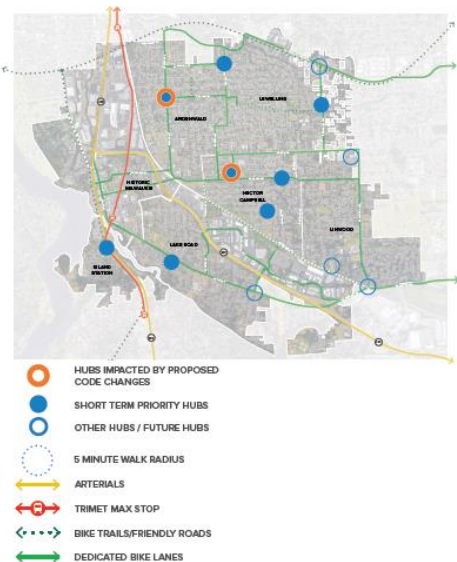 LEWELLING
ARDENWALD
HISTORIC
MILWAUKIE
HECTOR
CAMPBELL
LINWOOD
LAKE ROAD
ISLAND
STATION
HUBS IMPACTED BY PROPOSED
CODE CHANGES
SHORT TERM PRIORITY HUBS
OTHER HUBS / FUTURE HUBS
5 MINUTE WALK RADIUS
ARTERIALS
TRIMET MAX STOP
BIKE TRAILS/FRIENDLY ROADS
DEDICATED BIKE LANES